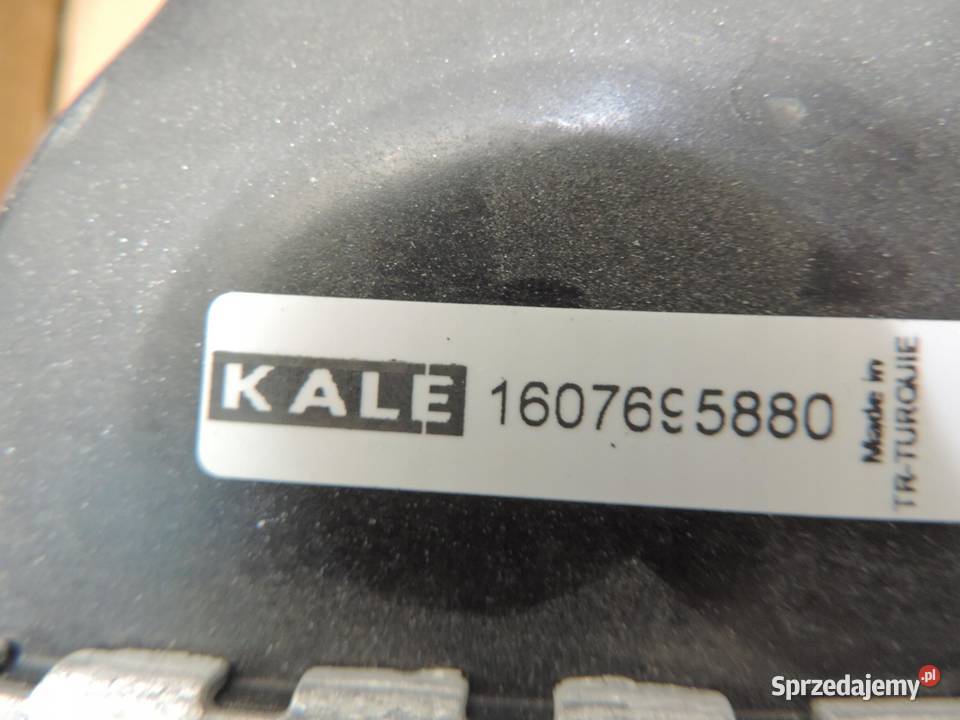 KALE 1607695880
Made in
TR-TURQUIE
Sprzedajemy.pl